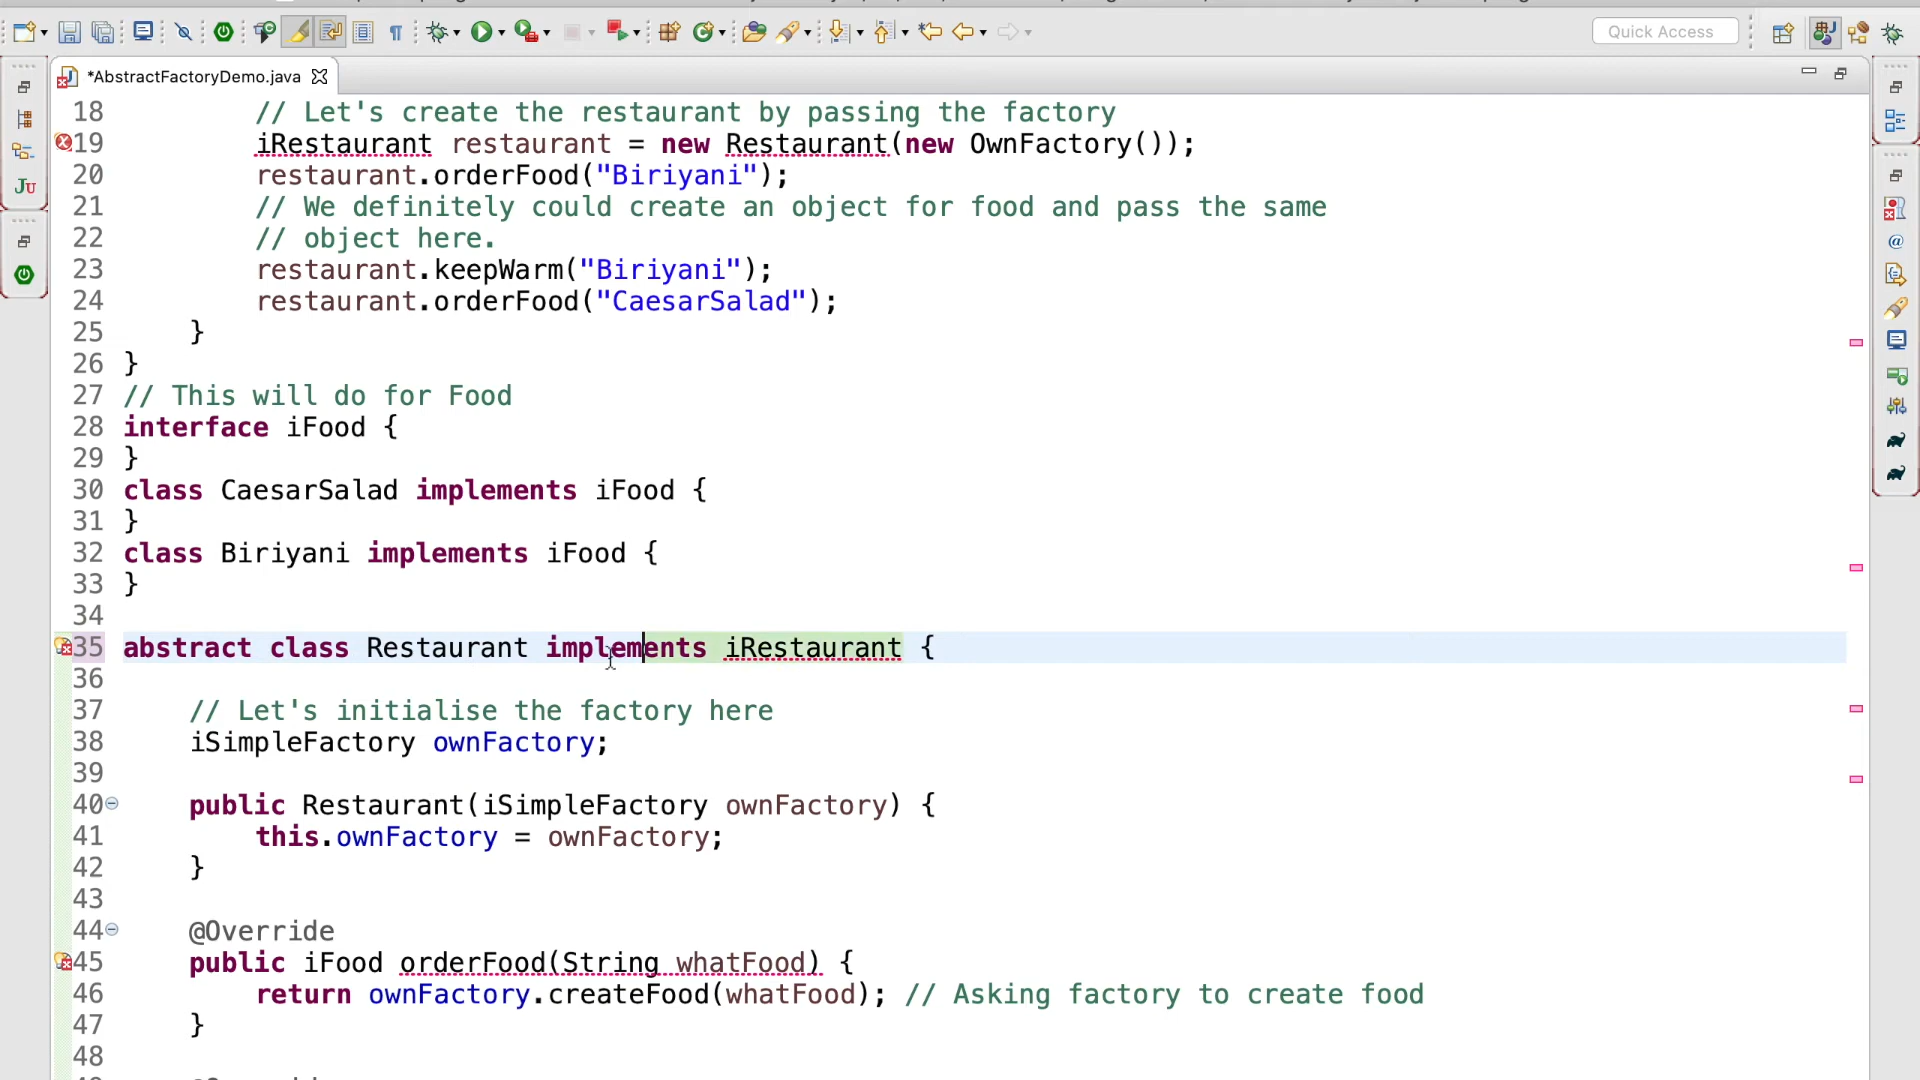 Quick Access
*AbstractFactoryDemo.java
18 // Let's create the restaurant by passing the factory
19 iRestaurant restaurant = new Restaurant(new OwnFactory());
20 restaurant.orderFood("Biriyani");
21 // We definitely could create an object for food and pass the same
22 // object here.
23 restaurant.keepWarm("Biriyani");
24 restaurant.orderFood("CaesarSalad");
25 }
26 }
27 // This will do for Food
28 interface iFood {
29 }
30 class CaesarSalad implements iFood {
31 }
32 class Biriyani implements iFood {
33 }
34
35 abstract class Restaurant implements iRestaurant {
36
37 // Let's initialise the factory here
38 iSimpleFactory ownFactory;
39
40 public Restaurant(iSimpleFactory ownFactory) {
41 this.ownFactory = ownFactory;
42 }
43
44 @Override
45 public iFood orderFood(String whatFood) {
46 return ownFactory.createFood(whatFood); // Asking factory to create food
47 }
48